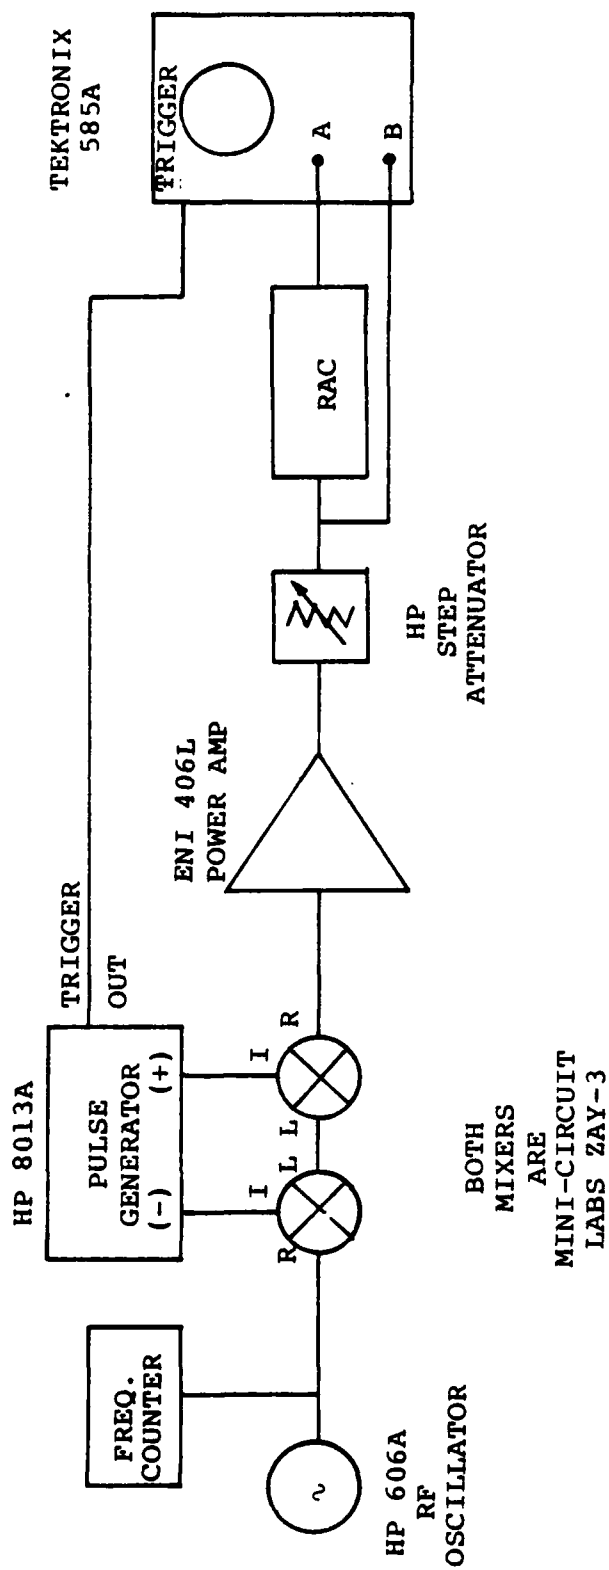 FREQ.
COUNTER
HP 606A
RF
OSCILLATOR
HP 8013A
PULSE
GENERATOR
(-)
(+)
TRIGGER
OUT
R
I
L
L
I
R
BOTH
MIXERS
ARE
MINI-CIRCUIT
LABS ZAY-3
ENI 406L
POWER AMP
HP
STEP
ATTENUATOR
RAC
TEKTRONIX
585A
TRIGGER
A
B